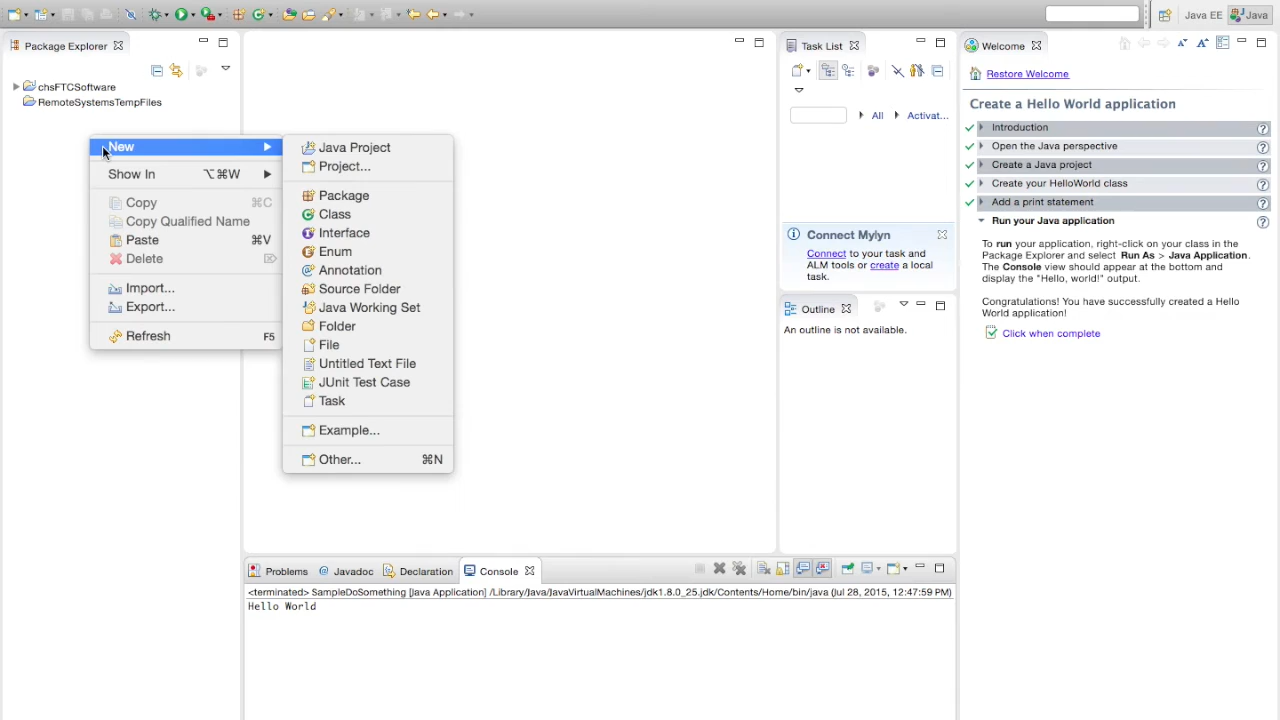 Java EE
Java
Package Explorer
chsFTCSoftware
RemoteSystemsTempFiles
New
Show In ⌥⌘W
Copy ⌘C
Copy Qualified Name
Paste ⌘V
Delete ⌦
Import...
Export...
Refresh F5
Java Project
Project...
Package
Class
Interface
Enum
Annotation
Source Folder
Java Working Set
Folder
File
Untitled Text File
JUnit Test Case
Task
Example...
Other... ⌘N
Task List
All
Activat...
Connect Mylyn
Connect to your task and
ALM tools or create a local
task.
Outline
An outline is not available.
Welcome
Restore Welcome
Create a Hello World application
Introduction
Open the Java perspective
Create a Java project
Create your HelloWorld class
Add a print statement
Run your Java application
To run your application, right-click on your class in the
Package Explorer and select Run As > Java Application.
The Console view should appear at the bottom and
display the "Hello, world!" output.
Congratulations! You have successfully created a Hello
World application!
Click when complete
Problems
Javadoc
Declaration
Console
<terminated> SampleDoSomething [Java Application] /Library/Java/JavaVirtualMachines/jdk1.8.0_25.jdk/Contents/Home/bin/java (Jul 28, 2015, 12:47:59 PM)
Hello World